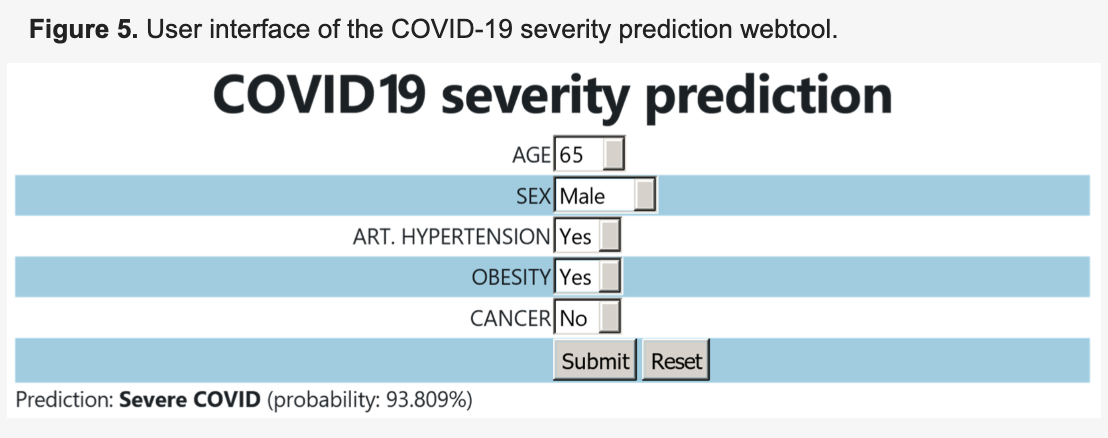 Figure 5. User interface of the COVID-19 severity prediction webtool.
COVID19 severity prediction
AGE 65
SEX Male
ART. HYPERTENSION Yes
OBESITY Yes
CANCER No
Submit Reset
Prediction: Severe COVID (probability: 93.809%)